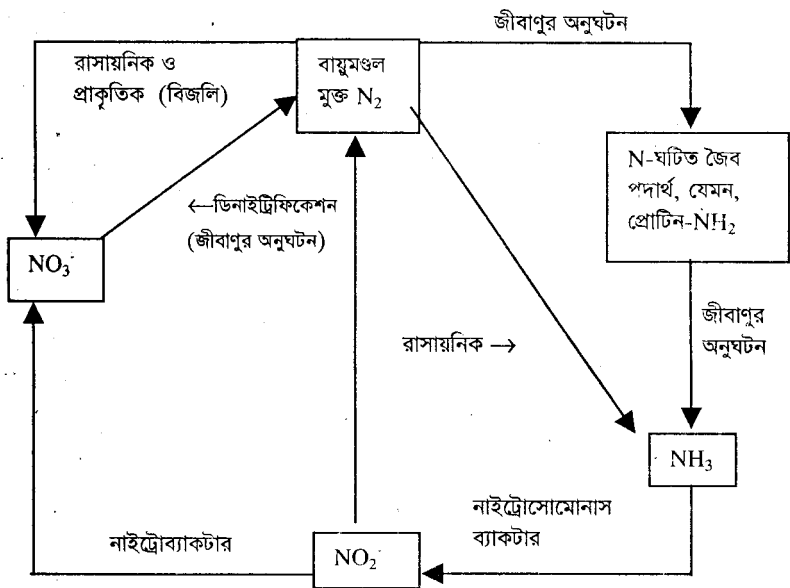 জীবাণুর অনুঘটন
রাসায়নিক ও
প্রাকৃতিক (বিজলি)
বায়ুমণ্ডল
মুক্ত N₂
N-ঘটিত জৈব
পদার্থ, যেমন,
প্রোটিন-NH₂
←ডিনাইট্রিফিকেশন
(জীবাণুর অনুঘটন)
NO₃⁻
জীবাণুর
অনুঘটন
রাসায়নিক →
NH₃
নাইট্রোসোমোনাস
ব্যাকটার
নাইট্রোব্যাকটার
NO₂⁻